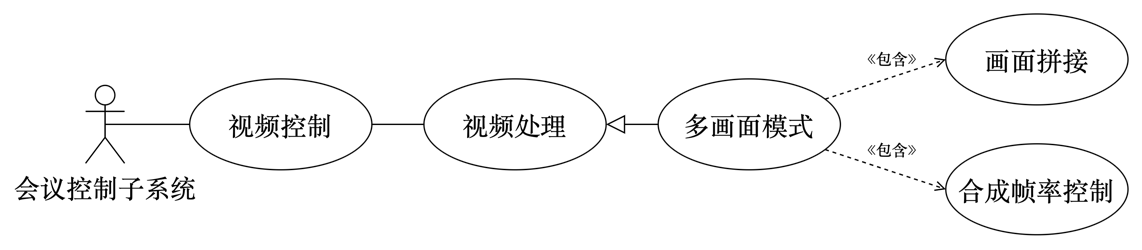 会议控制子系统
视频控制
视频处理
多画面模式
《包含》
画面拼接
《包含》
合成帧率控制